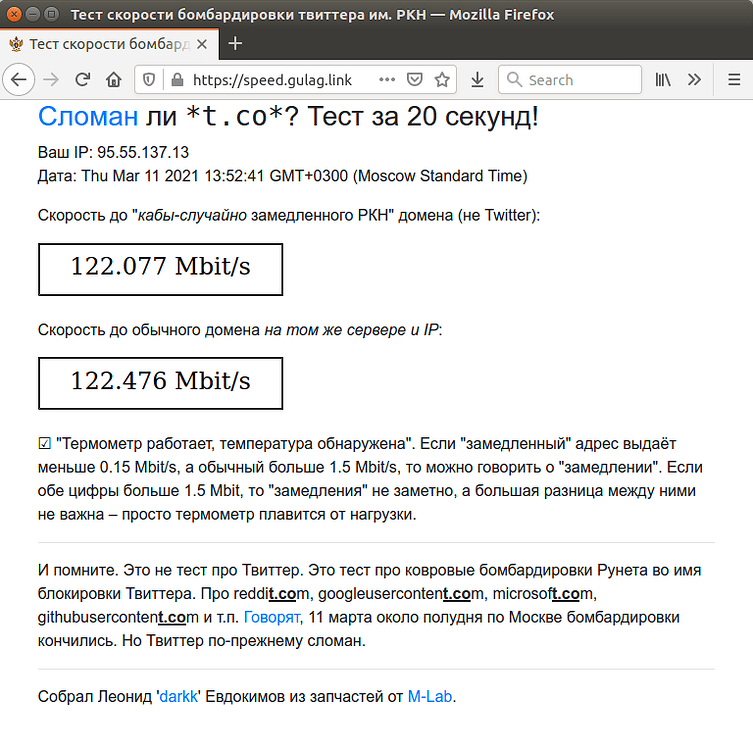 Тест скорости бомбардировки твиттера им. РКН — Mozilla Firefox
Тест скорости бомбард
https://speed.gulag.link
Search
Сломан ли *t.co*? Тест за 20 секунд!
Ваш IP: 95.55.137.13
Дата: Thu Mar 11 2021 13:52:41 GMT+0300 (Moscow Standard Time)
Скорость до "кабы-случайно замедленного РКН" домена (не Twitter):
122.077 Mbit/s
Скорость до обычного домена на том же сервере и IP:
122.476 Mbit/s
☑ "Термометр работает, температура обнаружена". Если "замедленный" адрес выдаёт
меньше 0.15 Mbit/s, а обычный больше 1.5 Mbit/s, то можно говорить о "замедлении". Если
обе цифры больше 1.5 Mbit, то "замедления" не заметно, а большая разница между ними
не важна – просто термометр плавится от нагрузки.
И помните. Это не тест про Твиттер. Это тест про ковровые бомбардировки Рунета во имя
блокировки Твиттера. Про reddit.com, googleusercontent.com, microsoft.com,
githubusercontent.com и т.п. Говорят, 11 марта около полудня по Москве бомбардировки
кончились. Но Твиттер по-прежнему сломан.
Собрал Леонид 'darkk' Евдокимов из запчастей от M-Lab.